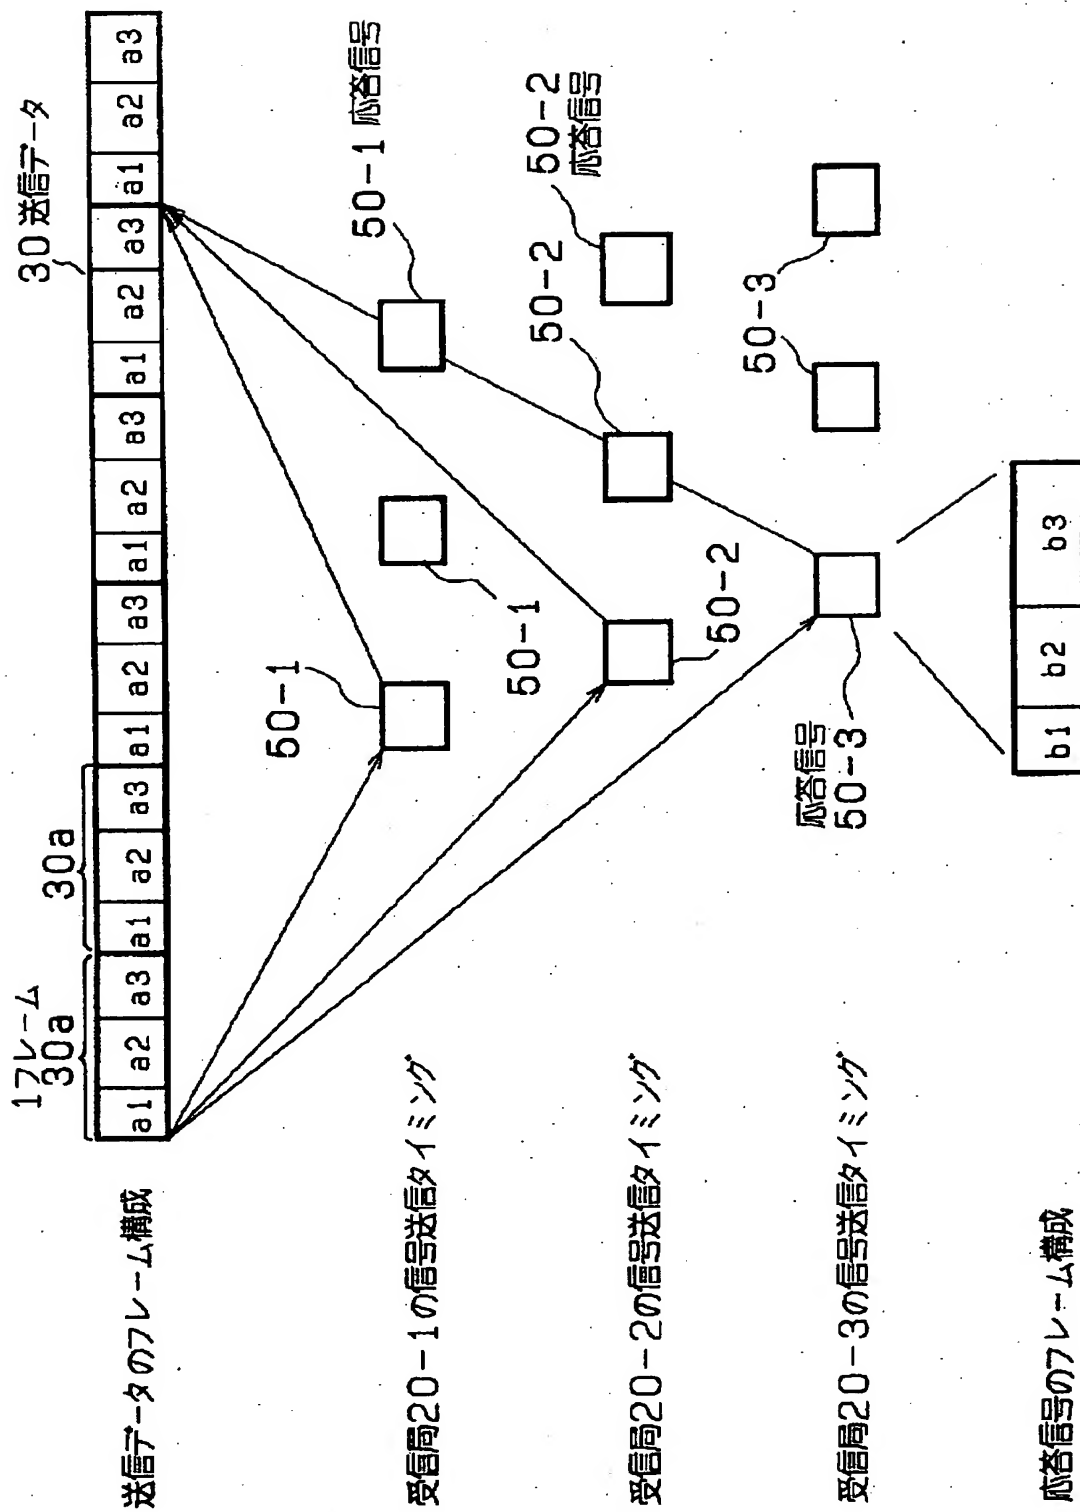 1フレーム
30a
30a
30 送信データ
送信データのフレーム構成
a1 a2 a3 a1 a2 a3 a1 a2 a3 a1 a2 a3 a1 a2 a3 a1 a2 a3
受信局20-1の信号送信タイミング
50-1
50-1
50-1 応答信号
受信局20-2の信号送信タイミング
50-2
50-2
50-2
応答信号
受信局20-3の信号送信タイミング
応答信号
50-3
50-3
応答信号のフレーム構成
b1 b2 b3